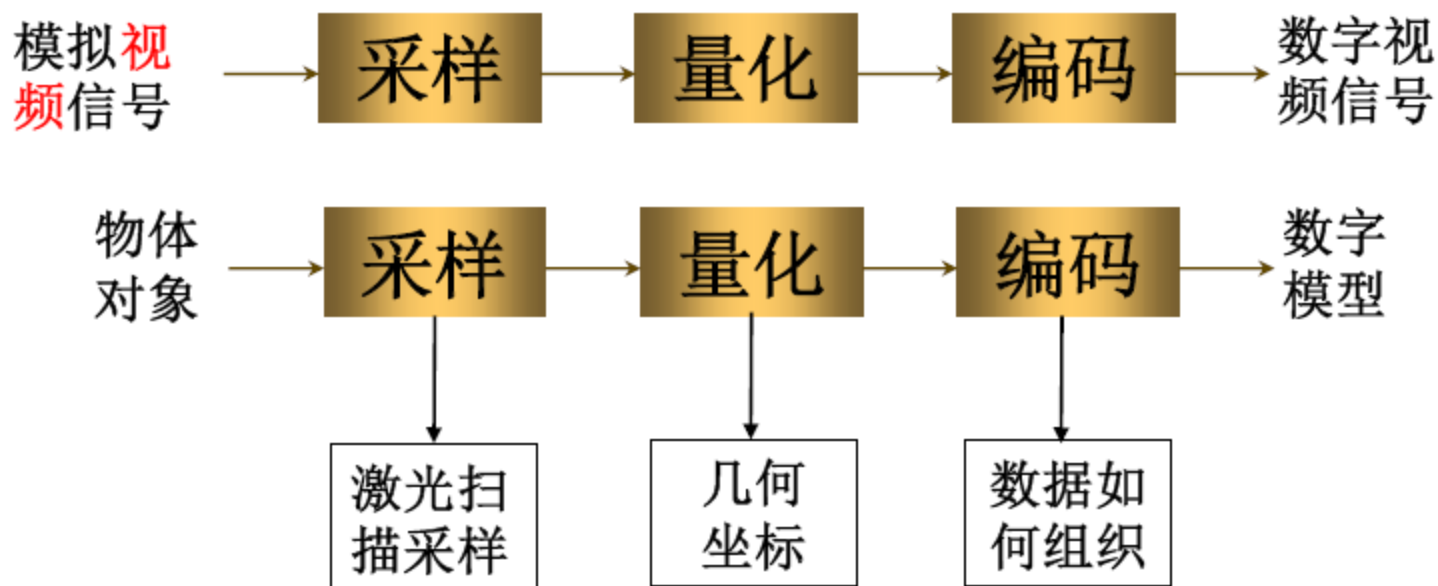 模拟视
频信号
采样
量化
编码
数字视
频信号
物体
对象
采样
量化
编码
数字
模型
激光扫
描采样
几何
坐标
数据如
何组织